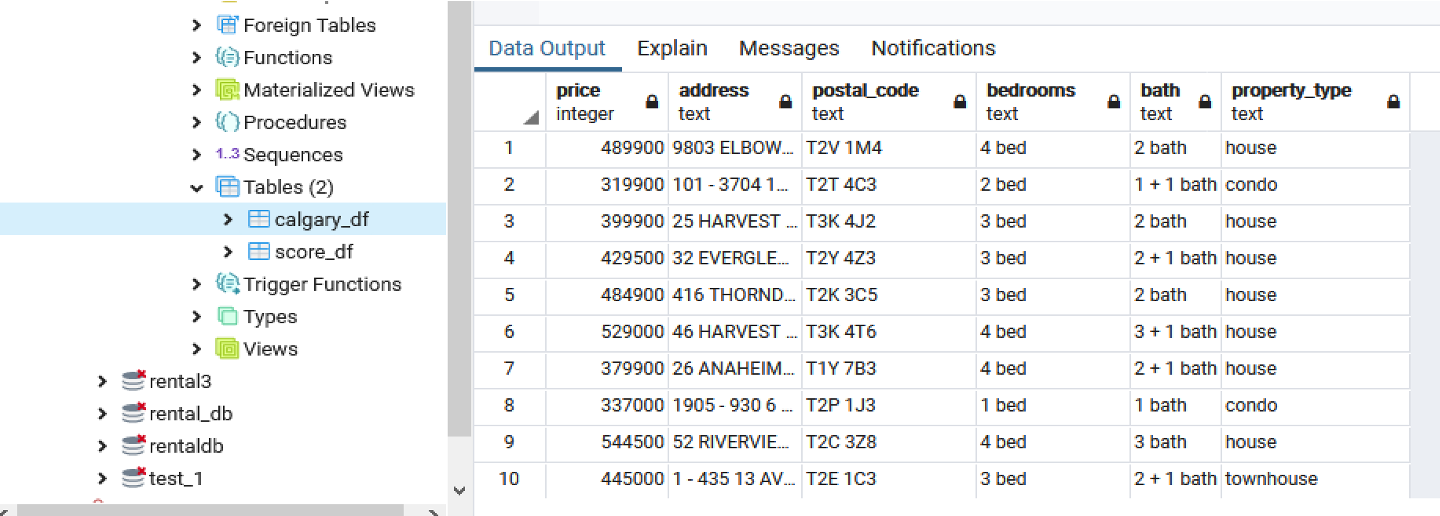 Foreign Tables
Functions
Materialized Views
Procedures
1..3 Sequences
Tables (2)
calgary_df
score_df
Trigger Functions
Types
Views
rental3
rental_db
rentaldb
test_1
Data Output Explain Messages Notifications
price address postal_code bedrooms bath property_type
integer text text text text text
1 489900 9803 ELBOW... T2V 1M4 4 bed 2 bath house
2 319900 101 - 3704 1... T2T 4C3 2 bed 1 + 1 bath condo
3 399900 25 HARVEST ... T3K 4J2 3 bed 2 bath house
4 429500 32 EVERGLE... T2Y 4Z3 3 bed 2 + 1 bath house
5 484900 416 THORND... T2K 3C5 3 bed 2 bath house
6 529000 46 HARVEST ... T3K 4T6 4 bed 3 + 1 bath house
7 379900 26 ANAHEIM... T1Y 7B3 4 bed 2 + 1 bath house
8 337000 1905 - 930 6 ... T2P 1J3 1 bed 1 bath condo
9 544500 52 RIVERVIE... T2C 3Z8 4 bed 3 bath house
10 445000 1 - 435 13 AV... T2E 1C3 3 bed 2 + 1 bath townhouse